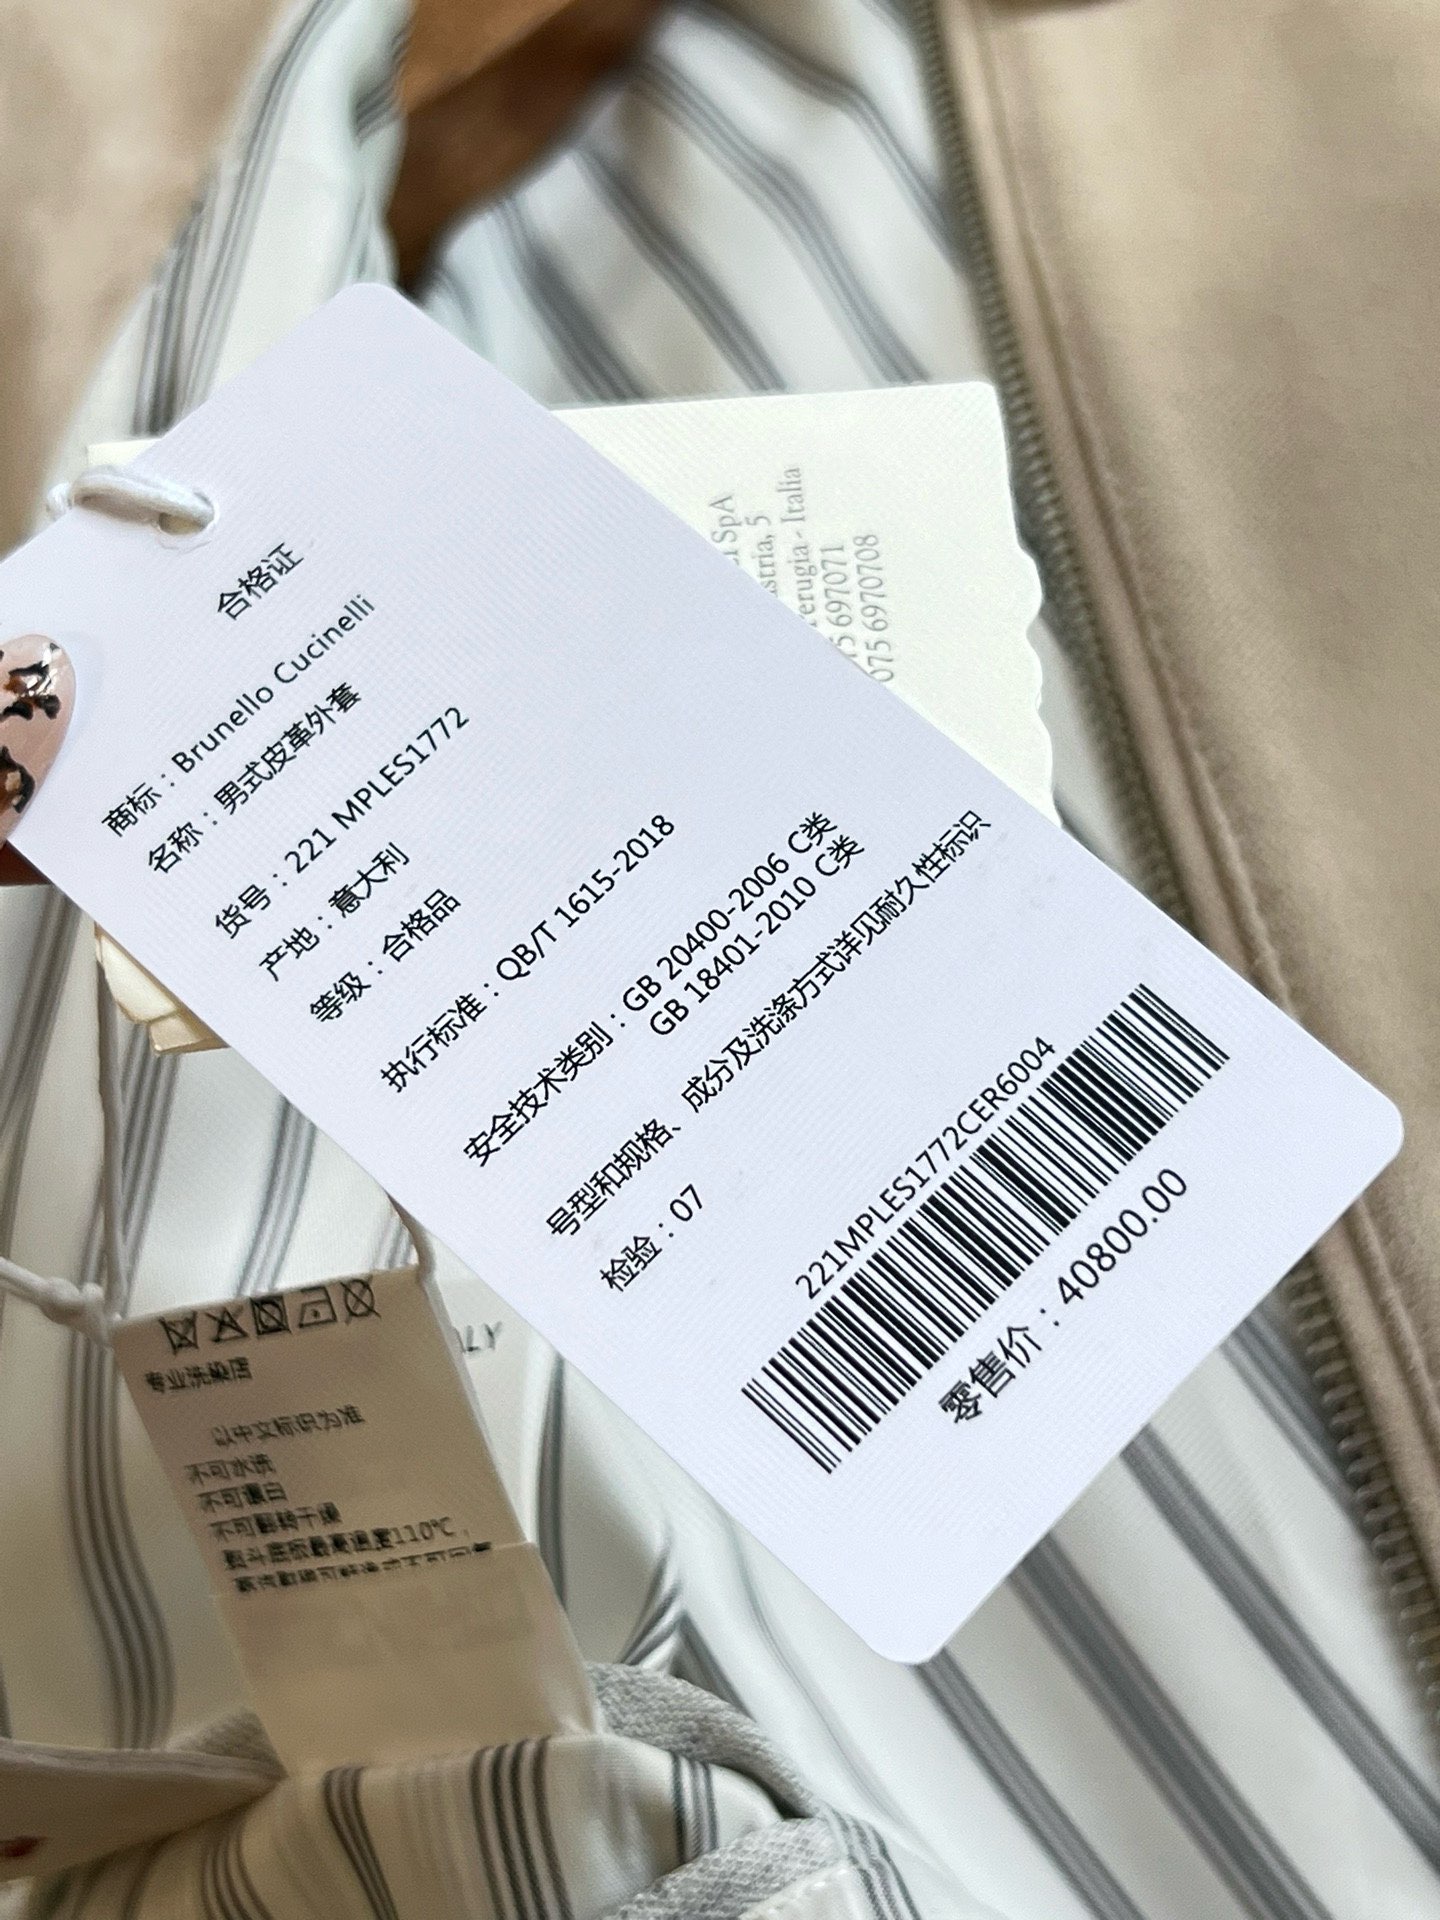 合格证
商标：Brunello Cucinelli
名称：男式皮革外套
货号：221 MPLES1772
产地：意大利
等级：合格品
执行标准：QB/T 1615-2018
安全技术类别：GB 20400-2006 C类
GB 18401-2010 C类
号型和规格、成分及洗涤方式详见耐久性标识
检验：07
221MPLES1772CER6004
零售价：40800.00
SpA
5
Perugia - Italia
75 697071
075 6970708
LY
专业洗染店
以中文标识为准
不可水洗
不可漂白
不可翻转干燥
熨斗底板最高温度110℃，